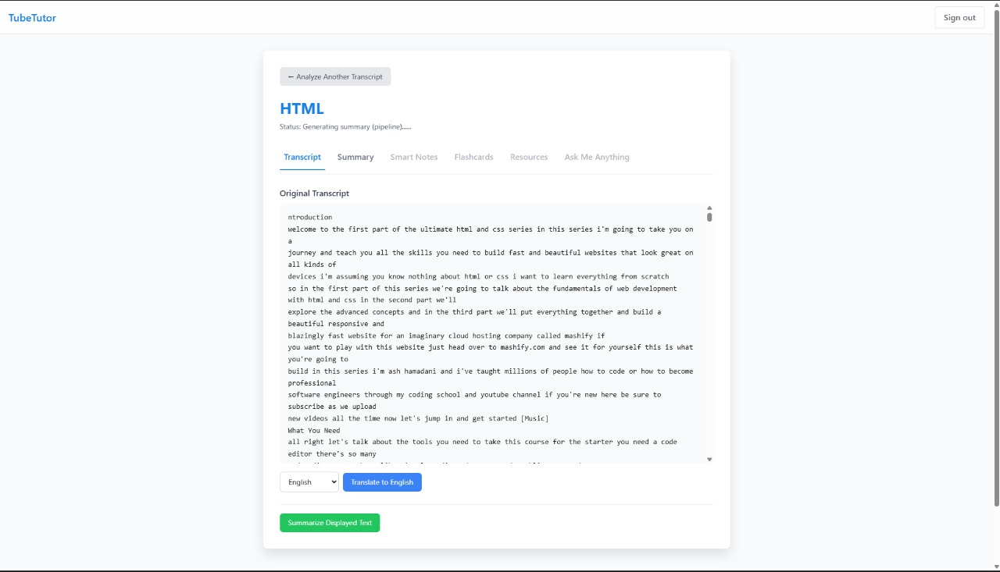 TubeTutor
Sign out
← Analyze Another Transcript
HTML
Status: Generating summary (pipeline)......
Transcript Summary Smart Notes Flashcards Resources Ask Me Anything
Original Transcript
ntroduction
welcome to the first part of the ultimate html and css series in this series i'm going to take you on
a
journey and teach you all the skills you need to build fast and beautiful websites that look great on
all kinds of
devices i'm assuming you know nothing about html or css i want to learn everything from scratch
so in the first part of this series we're going to talk about the fundamentals of web development
with html and css in the second part we'll
explore the advanced concepts and in the third part we'll put everything together and build a
beautiful responsive and
blazingly fast website for an imaginary cloud hosting company called mashify if
you want to play with this website just head over to mashify.com and see it for yourself this is what
you're going to
build in this series i'm ash hamadani and i've taught millions of people how to code or how to become
professional
software engineers through my coding school and youtube channel if you're new here be sure to
subscribe as we upload
new videos all the time now let's jump in and get started [Music]
What You Need
all right let's talk about the tools you need to take this course for the starter you need a code
editor there's so many
English
Translate to English
Summarize Displayed Text